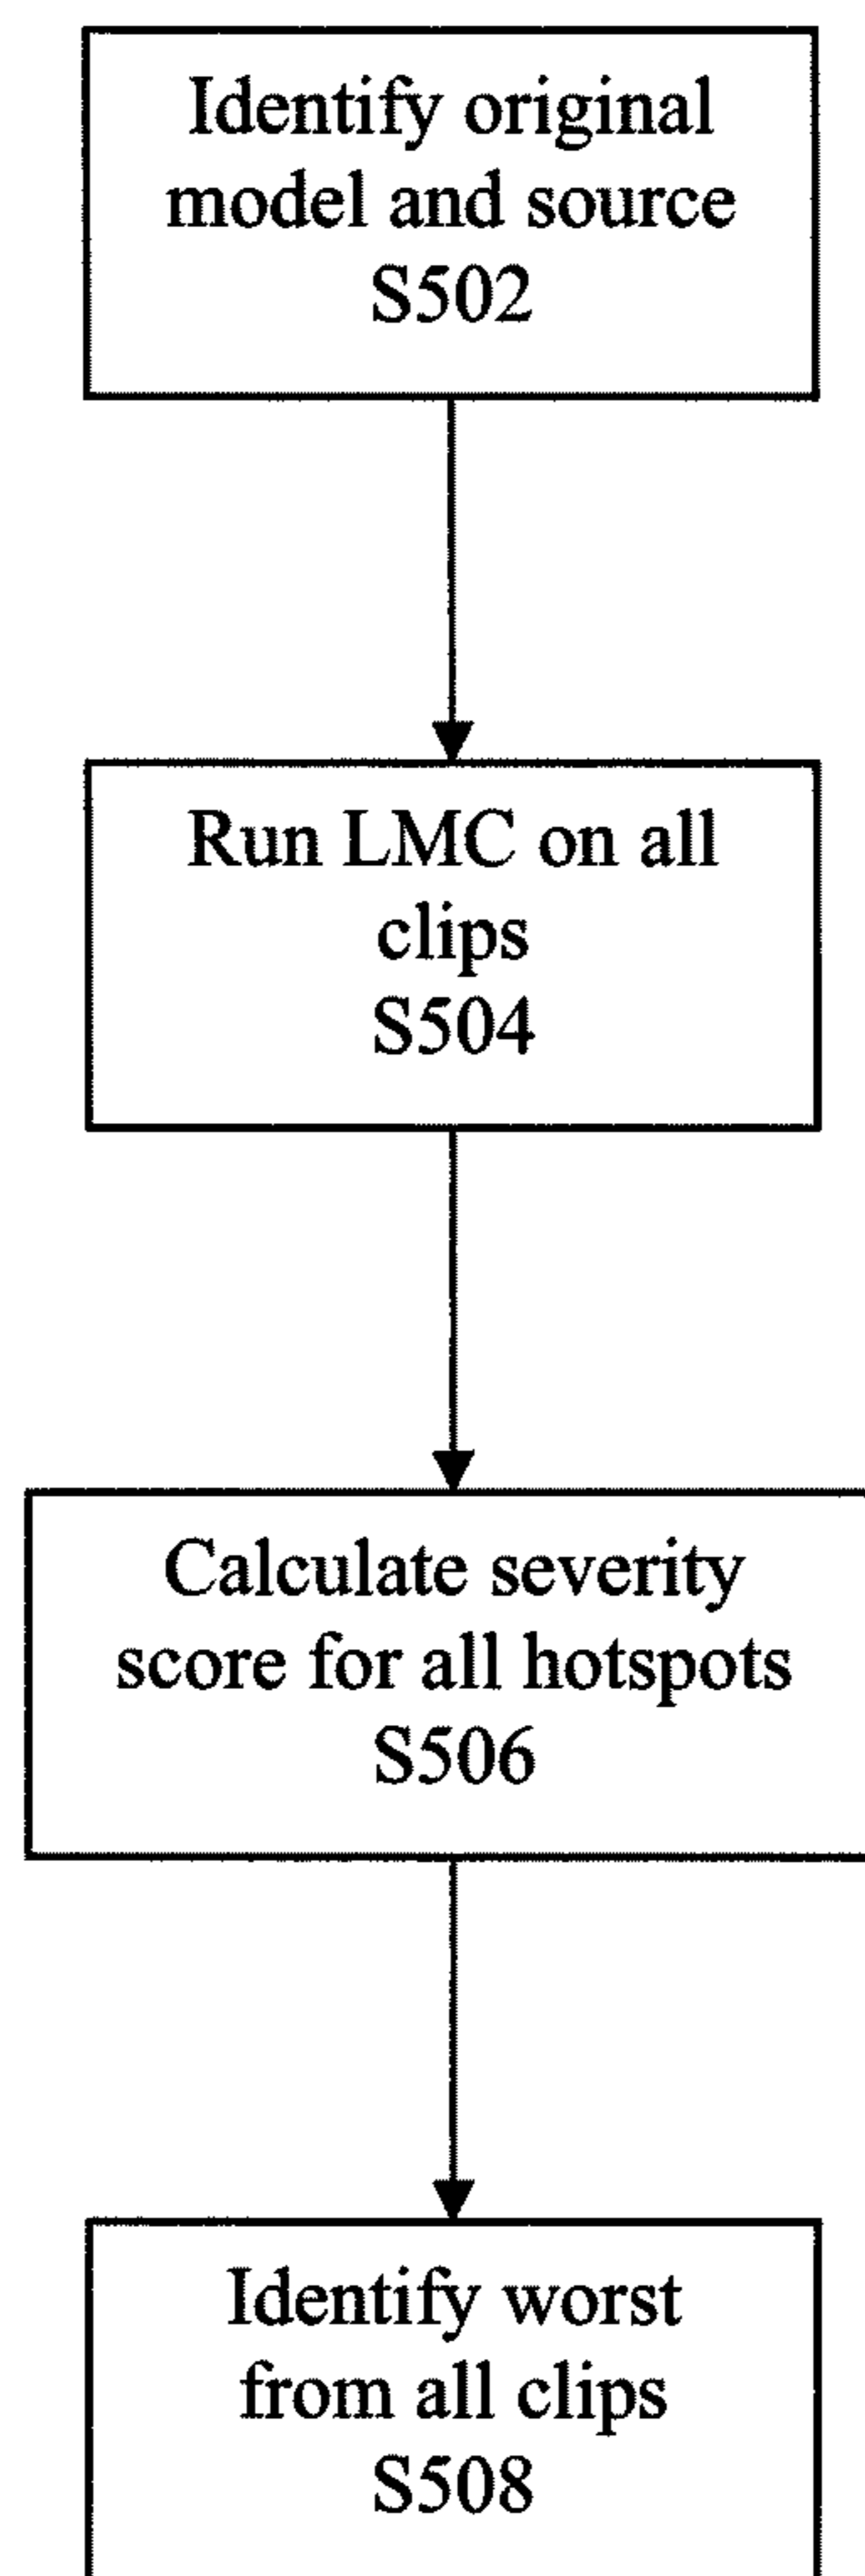 Identify original
model and source
S502
Run LMC on all
clips
S504
Calculate severity
score for all hotspots
S506
Identify worst
from all clips
S508